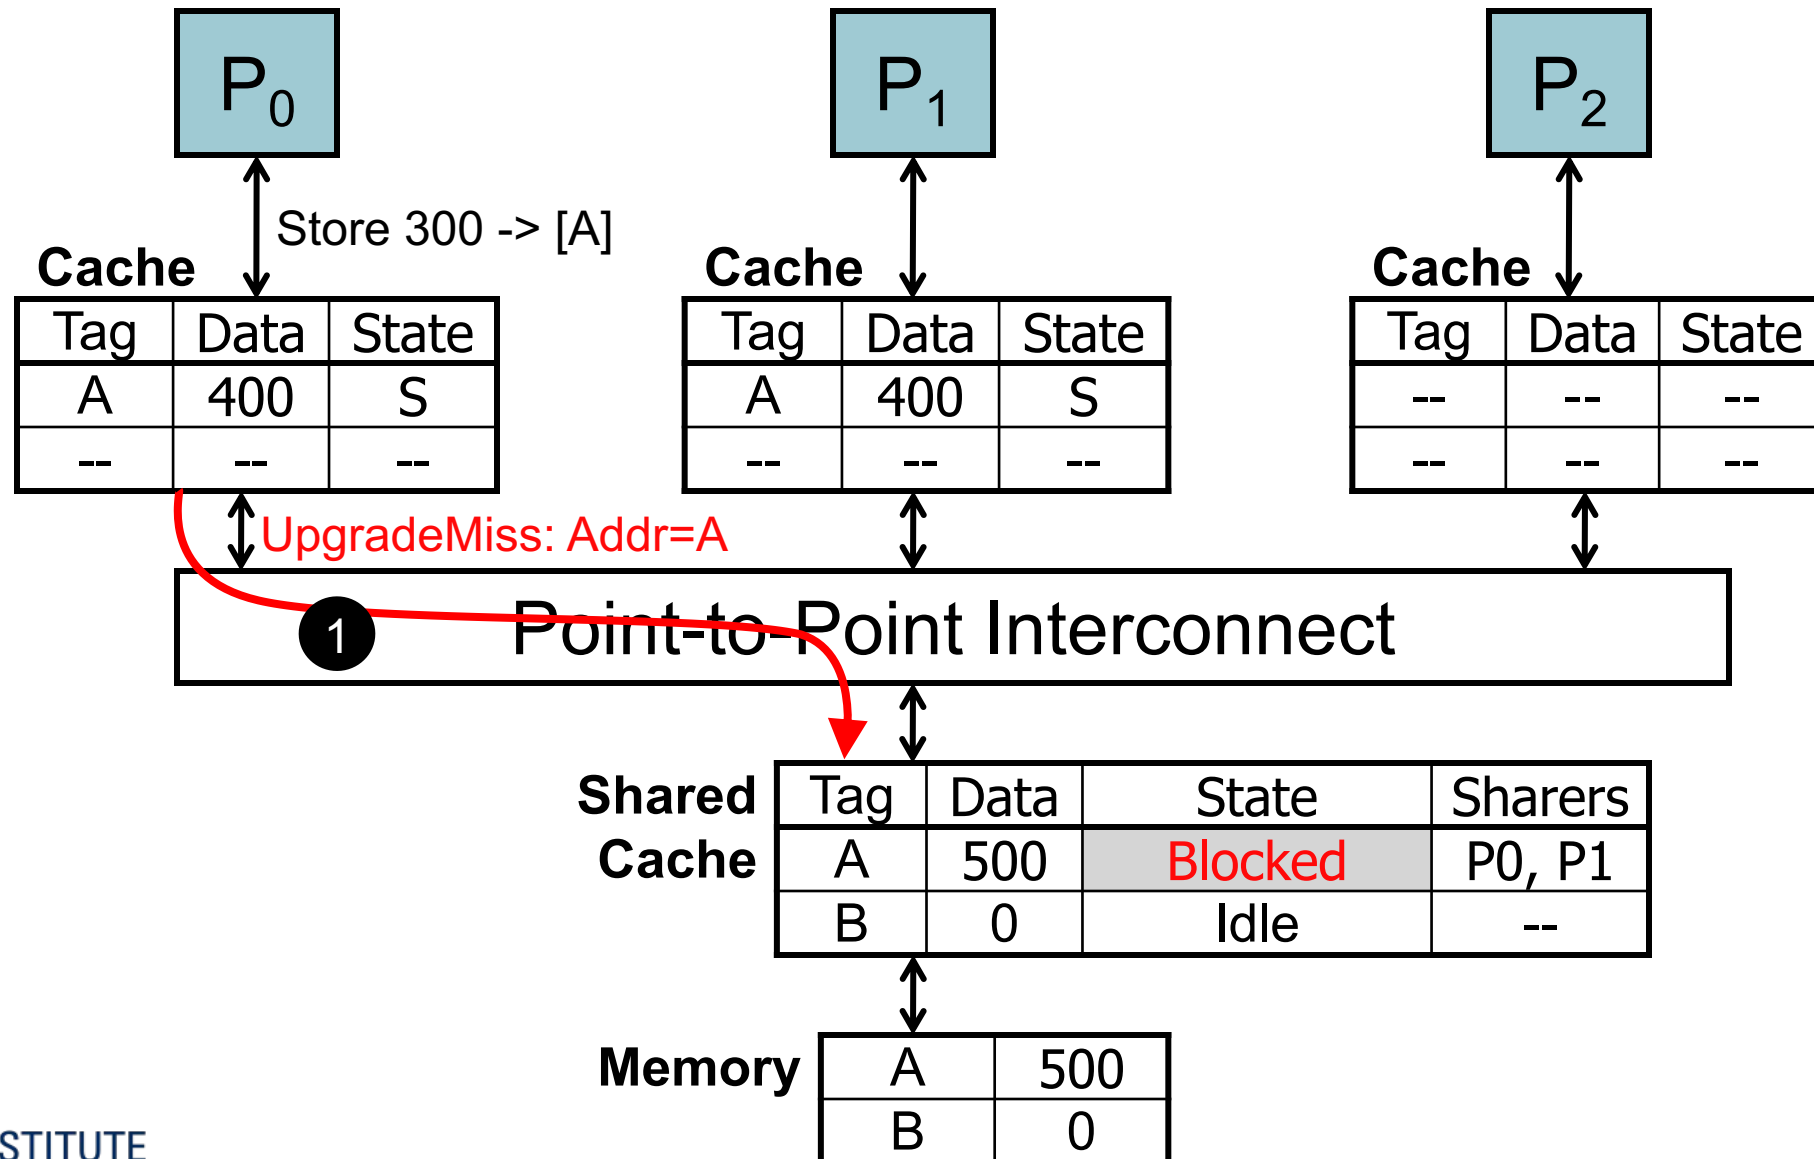 P0 P1 P2
Store 300 -> [A]
Cache Cache Cache
Tag Data State Tag Data State Tag Data State
A 400 S A 400 S -- -- --
-- -- -- -- -- -- -- -- --
UpgradeMiss: Addr=A
1 Point-to-Point Interconnect
Shared Tag Data State Sharers
Cache A 500 Blocked P0, P1
B 0 Idle --
Memory A 500
B 0
STITUTE